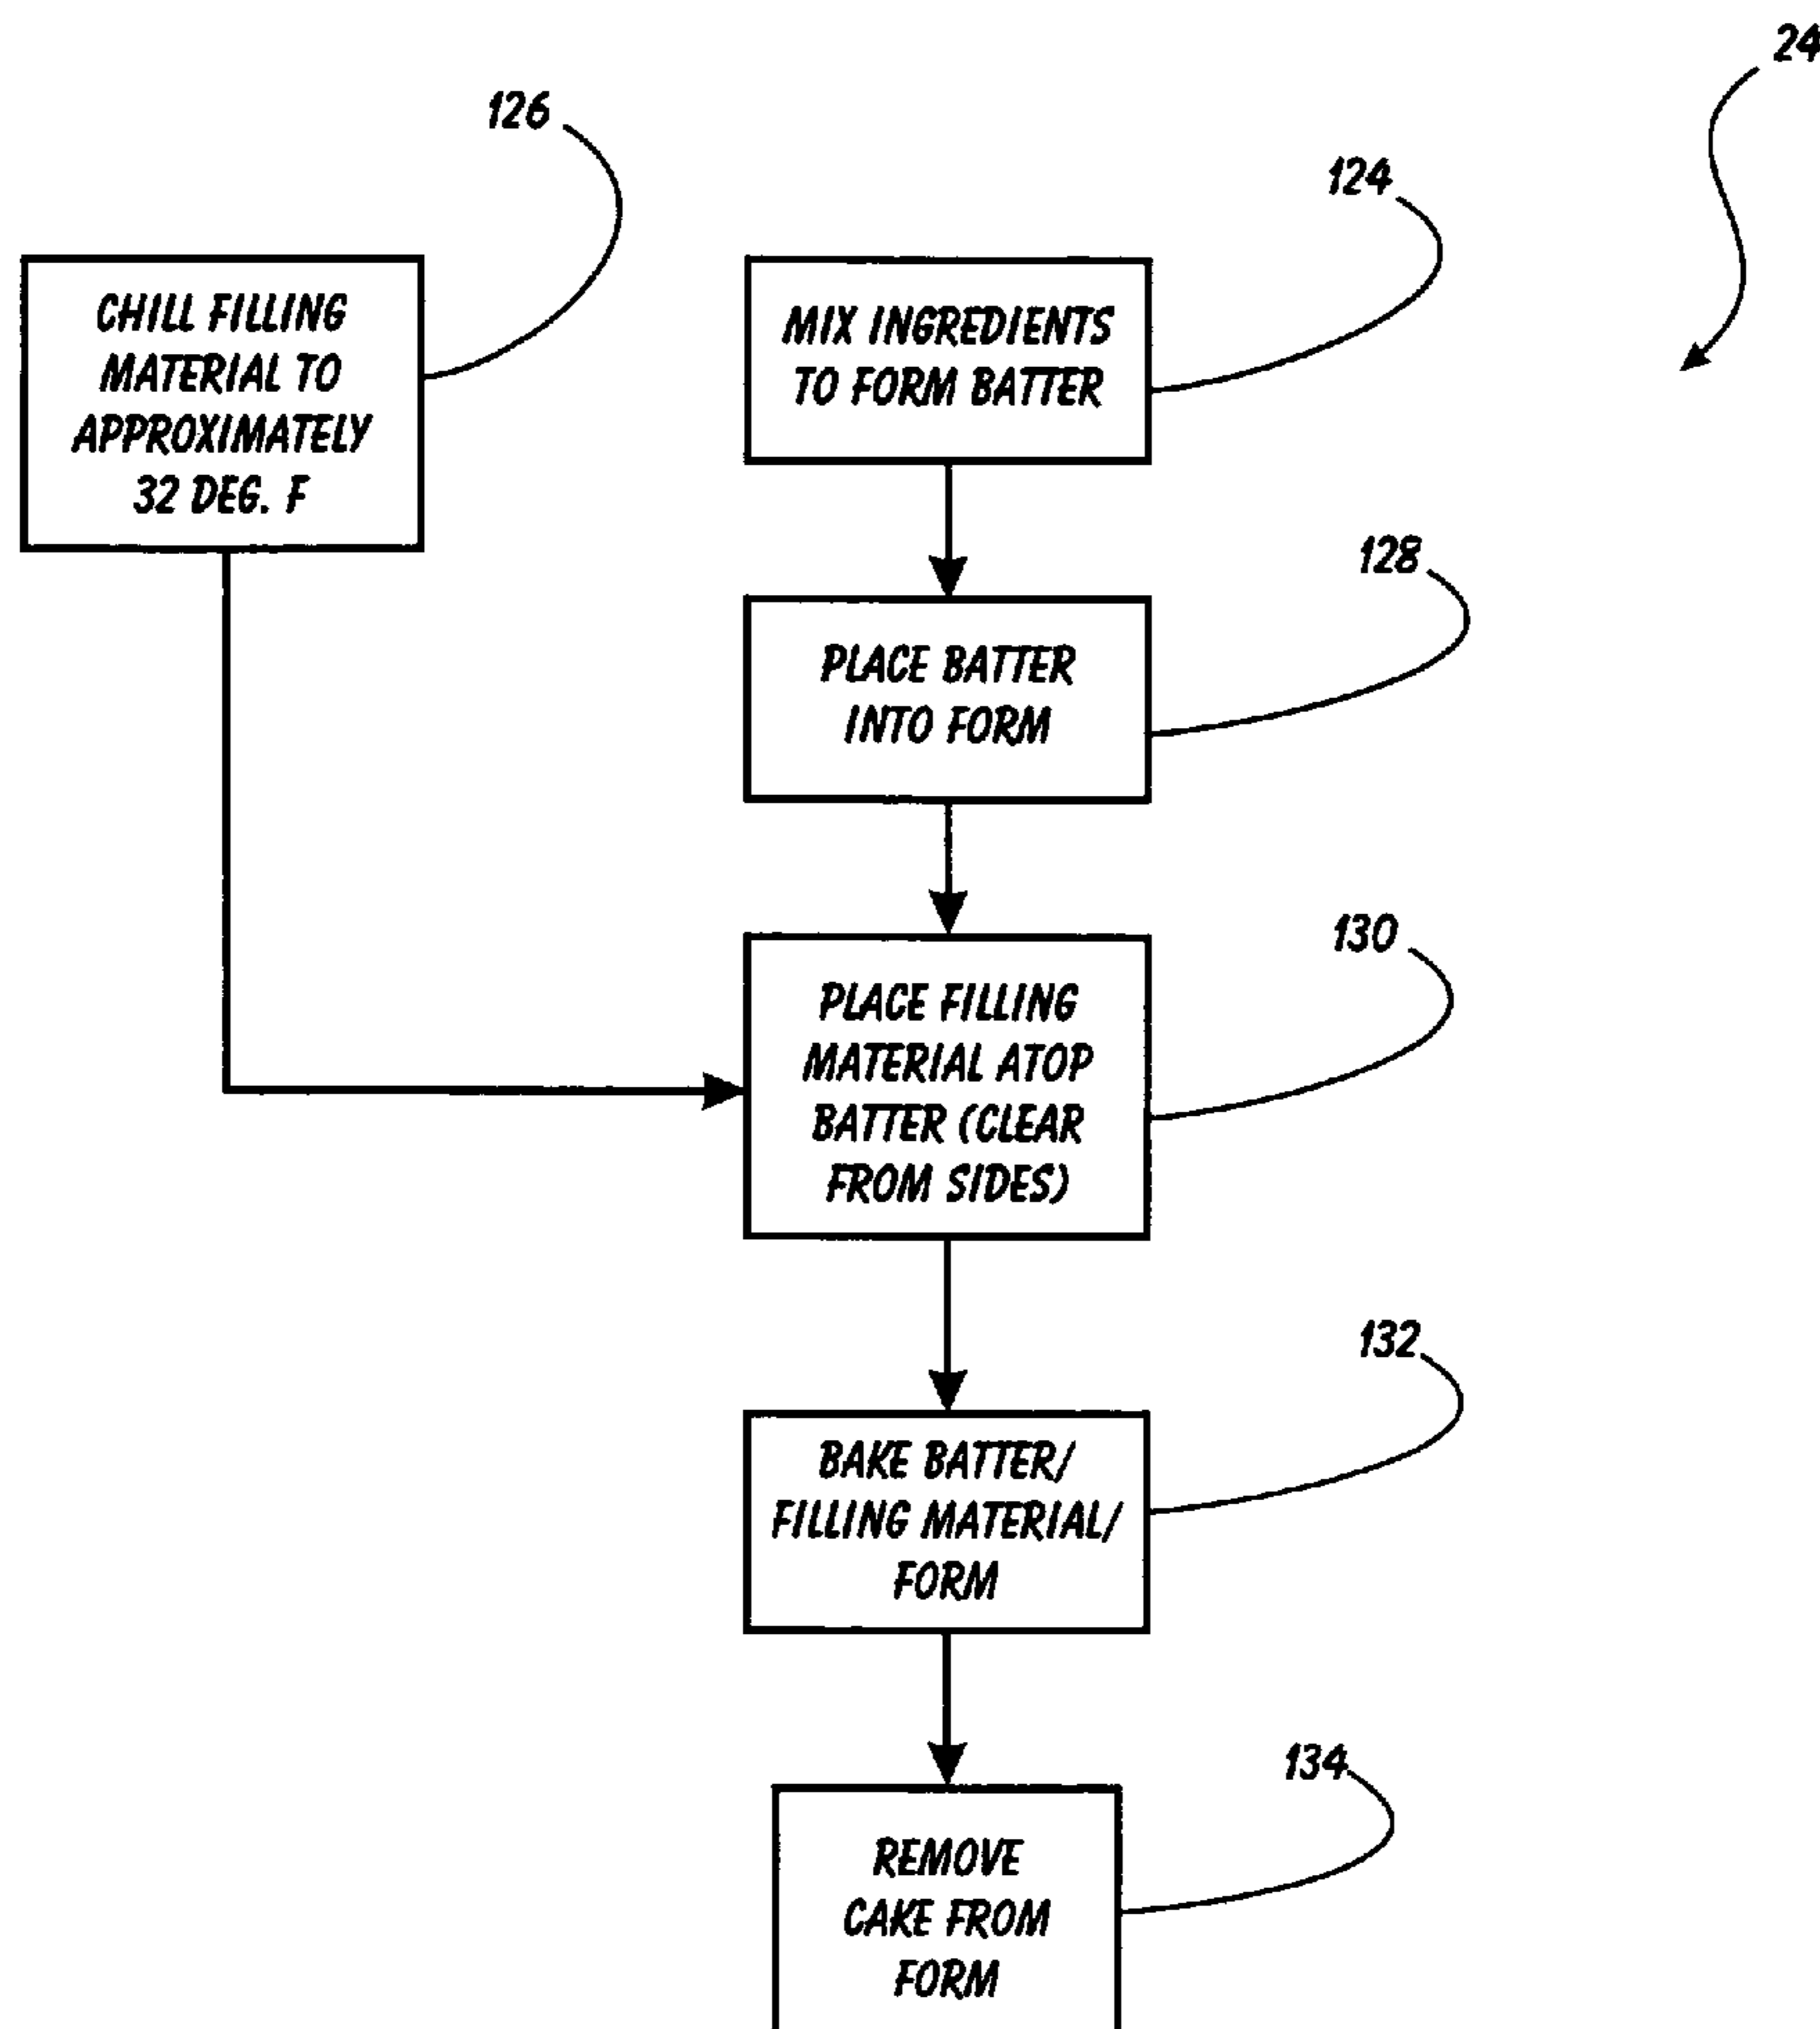 24
126
124
CHILL FILLING
MATERIAL TO
APPROXIMATELY
32 DEG. F
MIX INGREDIENTS
TO FORM BATTER
128
PLACE BATTER
INTO FORM
130
PLACE FILLING
MATERIAL ATOP
BATTER (CLEAR
FROM SIDES)
132
BAKE BATTER/
FILLING MATERIAL/
FORM
134
REMOVE
CAKE FROM
FORM